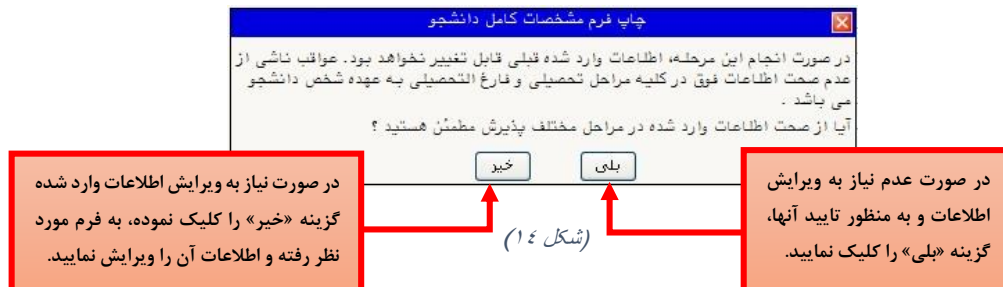 چاپ فرم مشخصات کامل دانشجو
در صورت انجام این مرحله، اطلاعات وارد شده قبلی قابل تغییر نخواهد بود. عواقب ناشی از
عدم صحت اطلاعات فوق در کلیه مراحل تحصیلی و فارغ التحصیلی به عهده شخص دانشجو
می باشد .
آیا از صحت اطلاعات وارد شده در مراحل مختلف پذیرش مطمئن هستید ؟
بلی
خیر
در صورت عدم نیاز به ویرایش
اطلاعات و به منظور تایید آنها،
گزینه «بلی» را کلیک نمایید.
در صورت نیاز به ویرایش اطلاعات وارد شده
گزینه «خیر» را کلیک نموده، به فرم مورد
نظر رفته و اطلاعات آن را ویرایش نمایید.
(شکل ١٤)